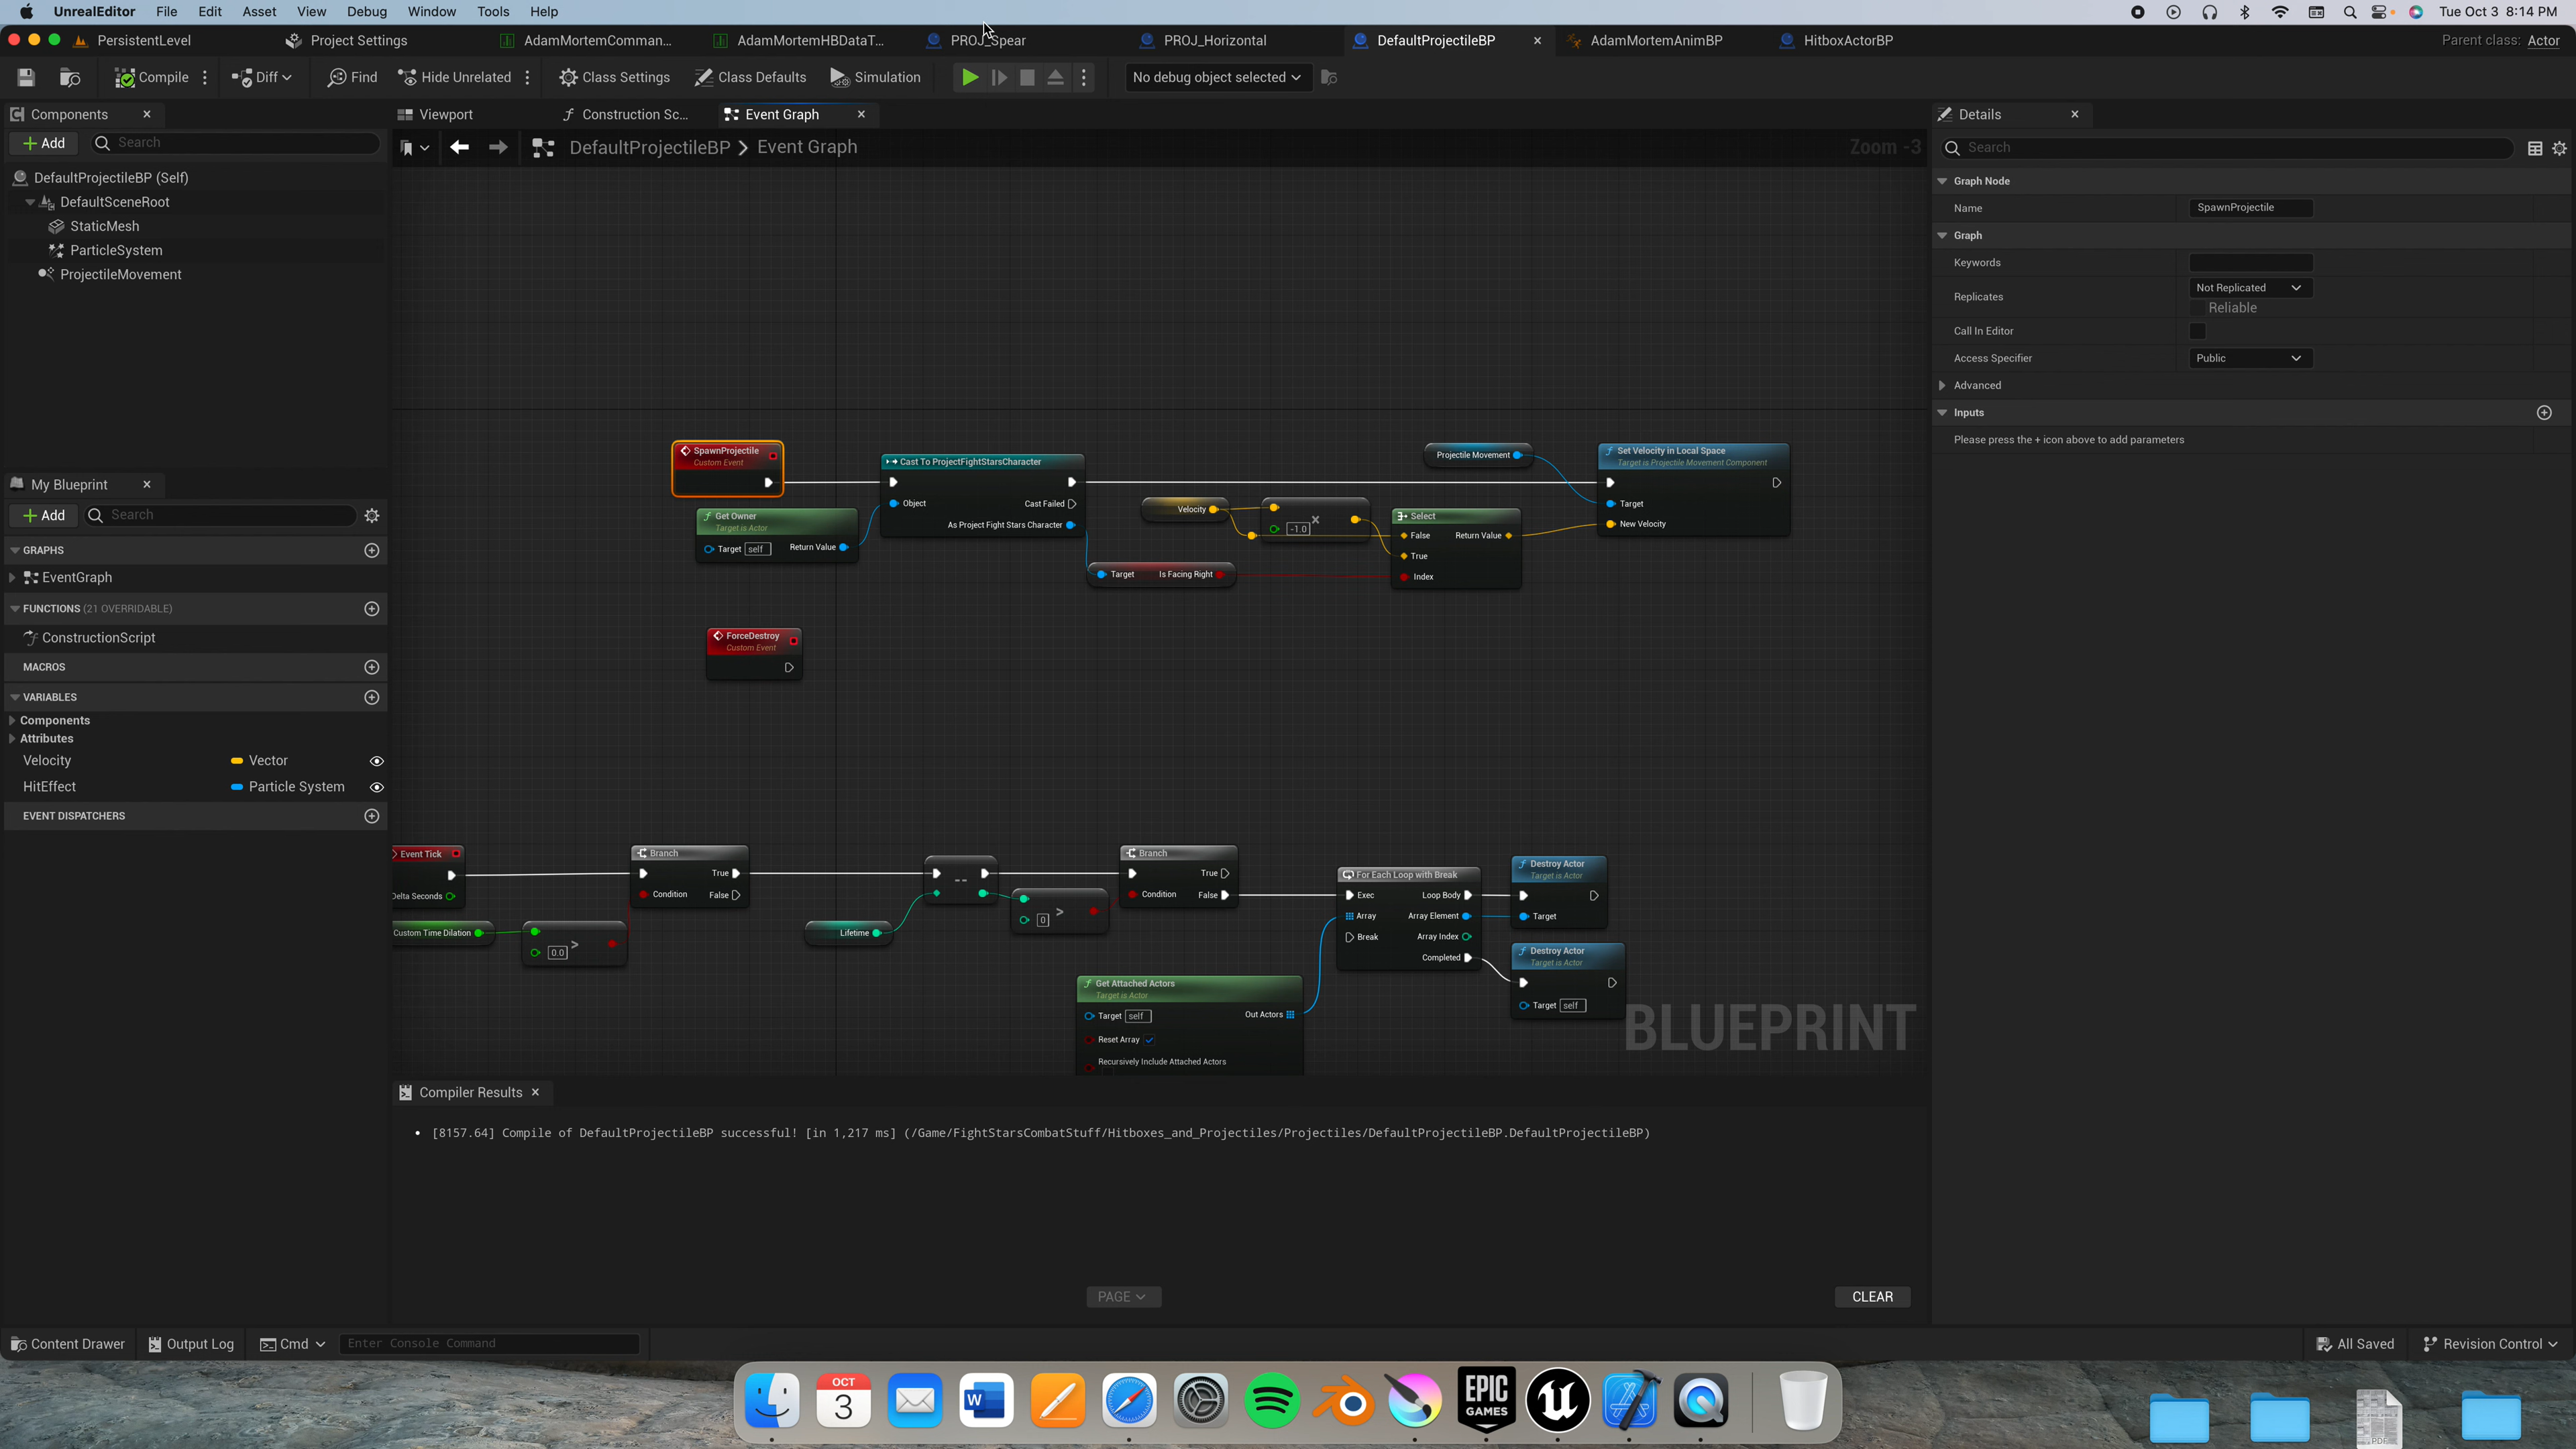 UnrealEditor File Edit Asset View Debug Window Tools Help Tue Oct 3 8:14 PM
PersistentLevel Project Settings AdamMortemComman... AdamMortemHBDataT... PROJ_Spear PROJ_Horizontal DefaultProjectileBP AdamMortemAnimBP HitboxActorBP Parent class: Actor
Compile Diff Find Hide Unrelated Class Settings Class Defaults Simulation No debug object selected
Components
Add Search
DefaultProjectileBP (Self)
DefaultSceneRoot
StaticMesh
ParticleSystem
ProjectileMovement
My Blueprint
Add Search
GRAPHS
EventGraph
FUNCTIONS (21 OVERRIDABLE)
ConstructionScript
MACROS
VARIABLES
Components
Attributes
Velocity Vector
HitEffect Particle System
EVENT DISPATCHERS
Viewport Construction Sc... Event Graph
DefaultProjectileBP > Event Graph Zoom -3
SpawnProjectile
Custom Event
Get Owner
Target is Actor
Target self Return Value
Cast To ProjectFightStarsCharacter
Object Cast Failed
As Project Fight Stars Character
Velocity
-1.0
Target Is Facing Right
Select
False Return Value
True
Index
Projectile Movement
Set Velocity in Local Space
Target is Projectile Movement Component
Target
New Velocity
ForceDestroy
Custom Event
Event Tick
Delta Seconds
Custom Time Dilation
0.0 >
Branch
True
Condition False
Lifetime
--
0 >
Branch
True
Condition False
For Each Loop with Break
Exec Loop Body
Array Array Element
Break Array Index
Completed
Destroy Actor
Target is Actor
Target
Destroy Actor
Target is Actor
Target self
Get Attached Actors
Target is Actor
Target self Out Actors
Reset Array
Recursively Include Attached Actors
BLUEPRINT
Compiler Results
• [8157.64] Compile of DefaultProjectileBP successful! [in 1,217 ms] (/Game/FightStarsCombatStuff/Hitboxes_and_Projectiles/Projectiles/DefaultProjectileBP.DefaultProjectileBP)
PAGE CLEAR
Details
Search
Graph Node
Name SpawnProjectile
Graph
Keywords
Replicates Not Replicated
Reliable
Call In Editor
Access Specifier Public
Advanced
Inputs
Please press the + icon above to add parameters
Content Drawer Output Log Cmd Enter Console Command All Saved Revision Control
OCT
3
W
EPIC
GAMES
PDF